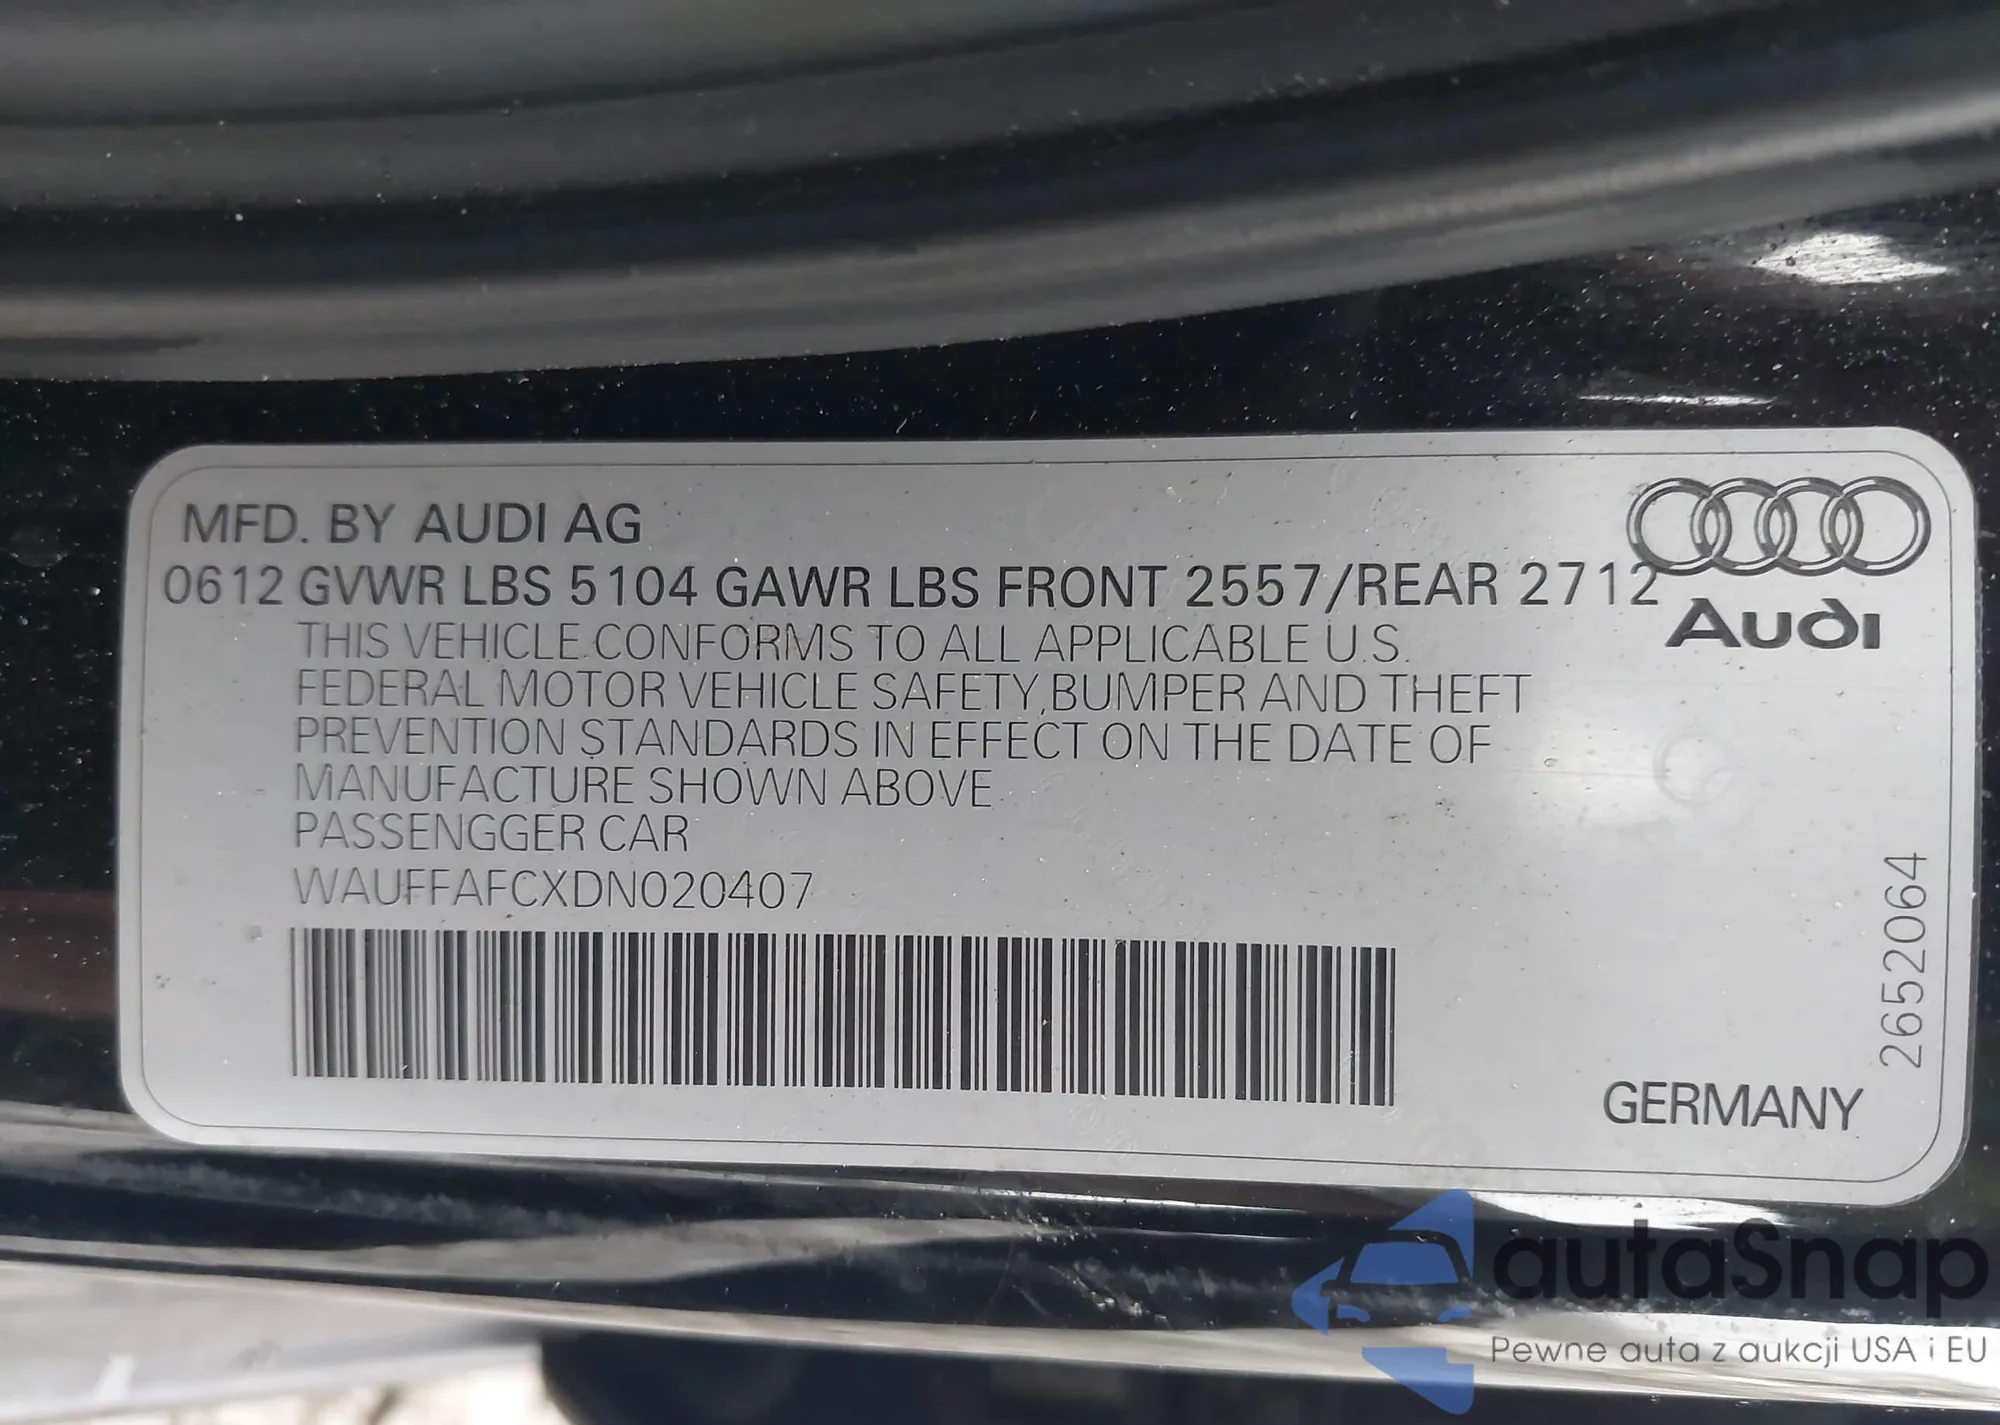 MFD. BY AUDI AG
0612 GVWR LBS 5104 GAWR LBS FRONT 2557/REAR 2712
Audi
THIS VEHICLE CONFORMS TO ALL APPLICABLE U.S.
FEDERAL MOTOR VEHICLE SAFETY,BUMPER AND THEFT
PREVENTION STANDARDS IN EFFECT ON THE DATE OF
MANUFACTURE SHOWN ABOVE
PASSENGGER CAR
WAUFFAFCXDN020407
2652064
GERMANY
autaSnap
Pewne auta z aukcji USA i EU